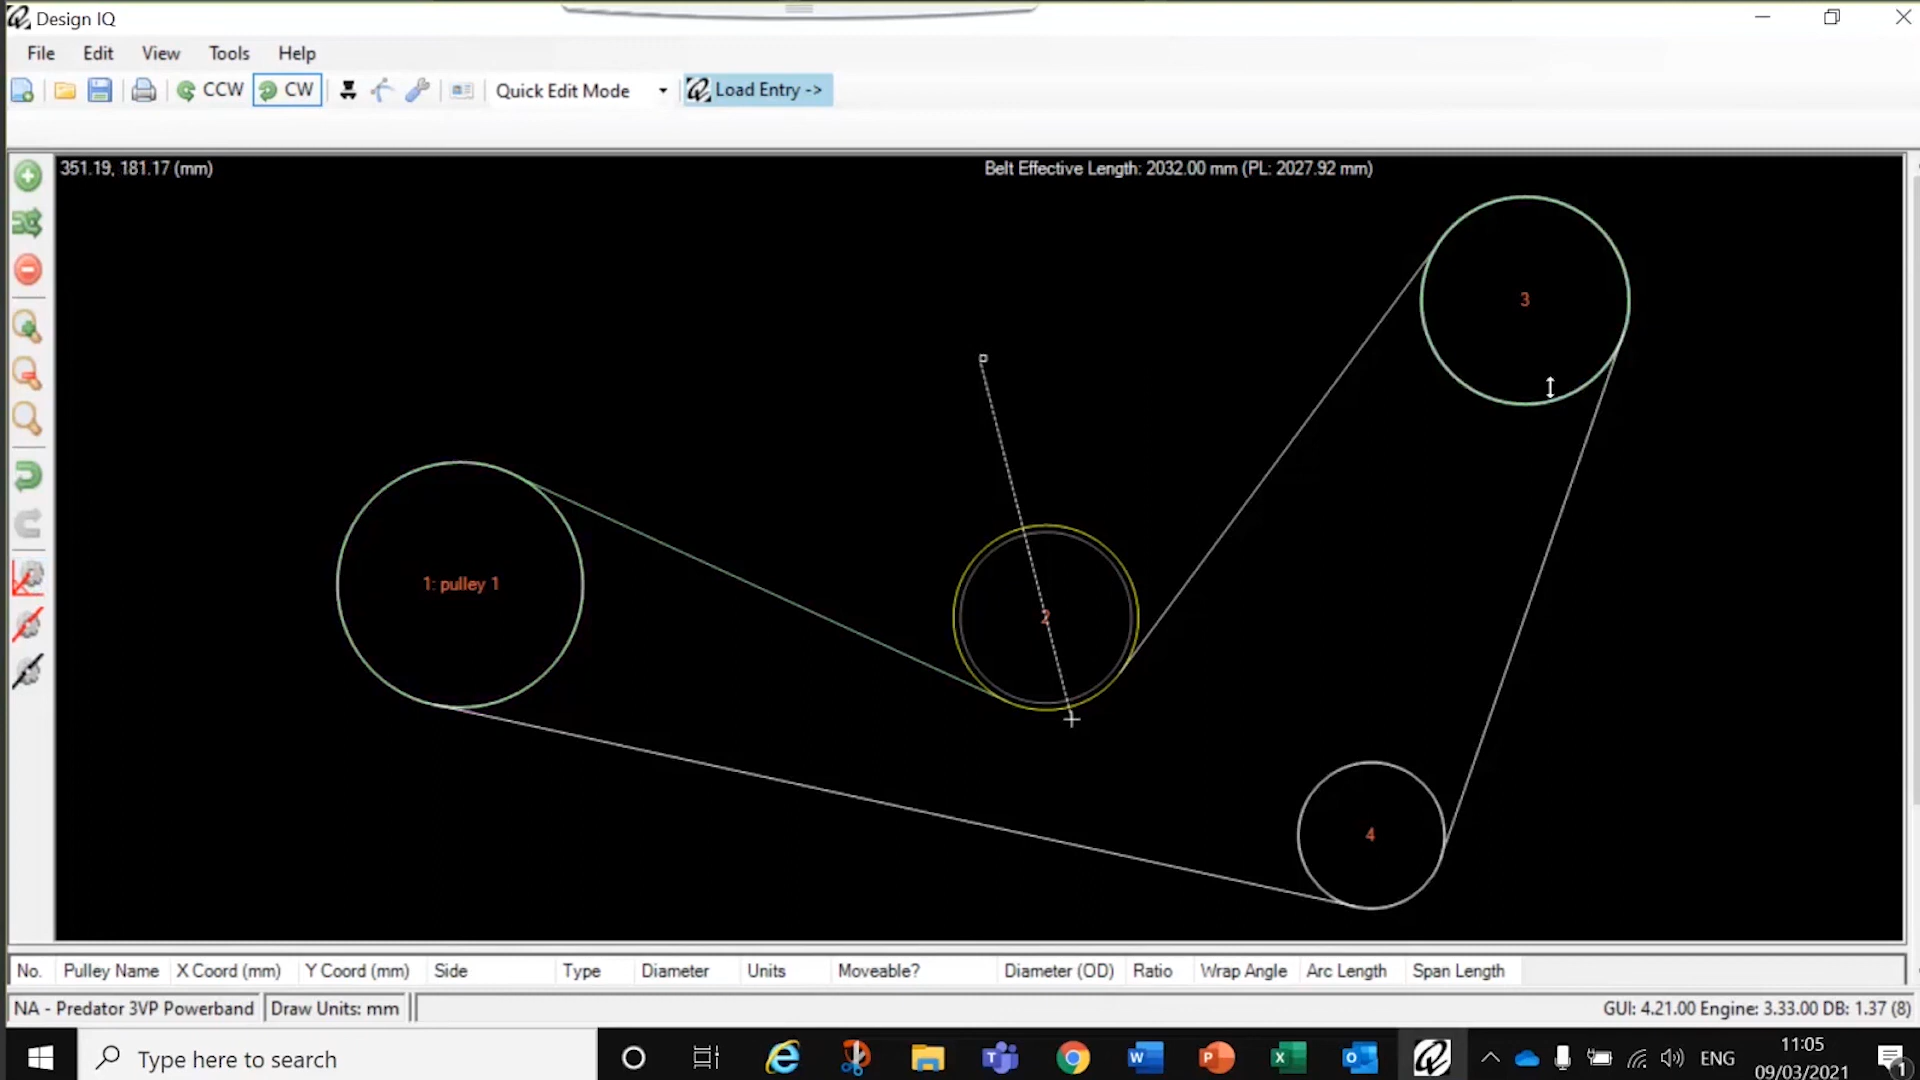 Design IQ
File Edit View Tools Help
CCW CW Quick Edit Mode Load Entry ->
351.19, 181.17 (mm)
Belt Effective Length: 2032.00 mm (PL: 2027.92 mm)
3
1: pulley 1
2
4
No. Pulley Name X Coord (mm) Y Coord (mm) Side Type Diameter Units Moveable? Diameter (OD) Ratio Wrap Angle Arc Length Span Length
NA - Predator 3VP Powerband Draw Units: mm GUI: 4.21.00 Engine: 3.33.00 DB: 1.37 (8)
Type here to search
ENG
11:05
09/03/2021
1